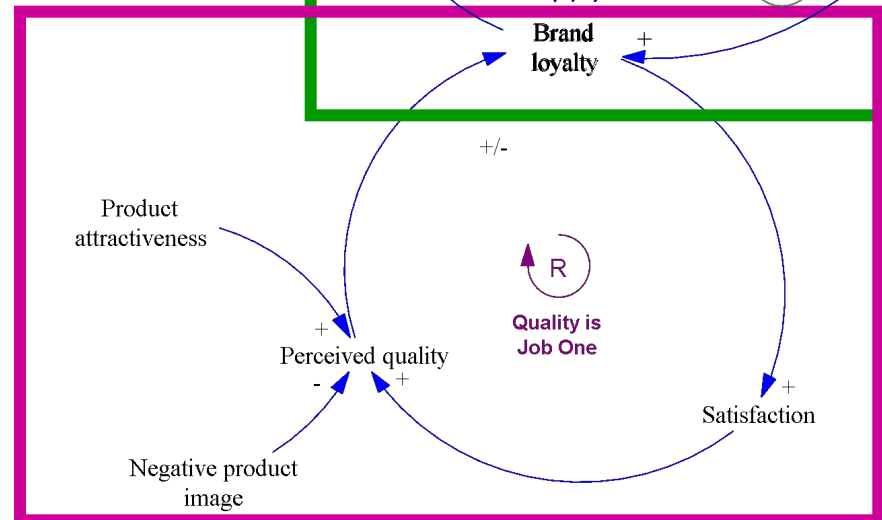 Brand
loyalty
+
+/-
Product
attractiveness
R
Quality is
Job One
+
Perceived quality
-
+
+
Satisfaction
Negative product
image